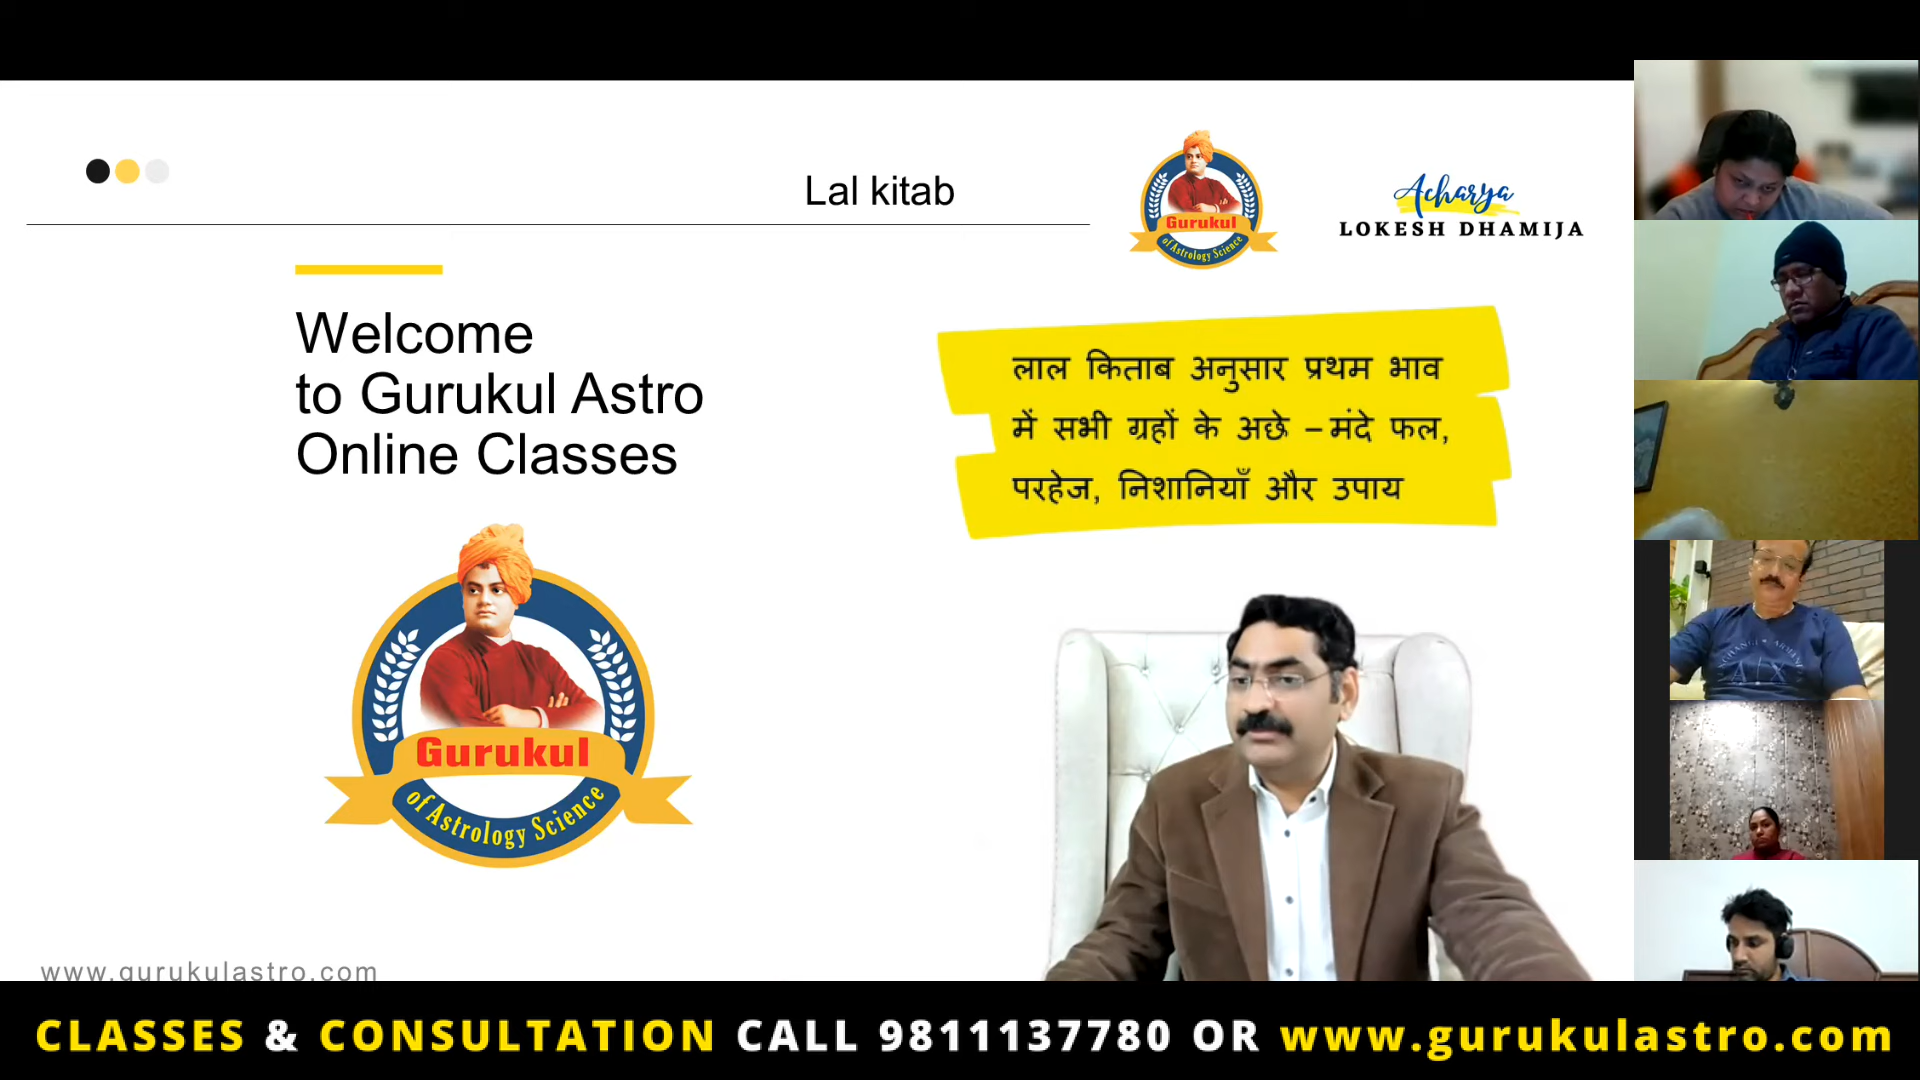 Lal kitab
Gurukul
of Astrology Science
Acharya
LOKESH DHAMIJA
Welcome
to Gurukul Astro
Online Classes
लाल किताब अनुसार प्रथम भाव
में सभी ग्रहों के अछे – मंदे फल,
परहेज, निशानियाँ और उपाय
Gurukul
of Astrology Science
www.gurukulastro.com
CLASSES & CONSULTATION CALL 9811137780 OR www.gurukulastro.com